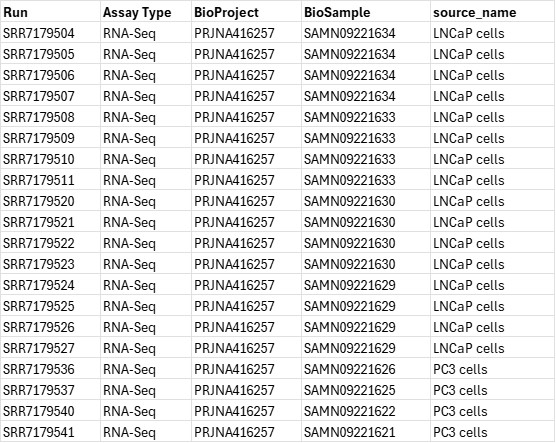 Run Assay Type BioProject BioSample source_name
SRR7179504 RNA-Seq PRJNA416257 SAMN09221634 LNCaP cells
SRR7179505 RNA-Seq PRJNA416257 SAMN09221634 LNCaP cells
SRR7179506 RNA-Seq PRJNA416257 SAMN09221634 LNCaP cells
SRR7179507 RNA-Seq PRJNA416257 SAMN09221634 LNCaP cells
SRR7179508 RNA-Seq PRJNA416257 SAMN09221633 LNCaP cells
SRR7179509 RNA-Seq PRJNA416257 SAMN09221633 LNCaP cells
SRR7179510 RNA-Seq PRJNA416257 SAMN09221633 LNCaP cells
SRR7179511 RNA-Seq PRJNA416257 SAMN09221633 LNCaP cells
SRR7179520 RNA-Seq PRJNA416257 SAMN09221630 LNCaP cells
SRR7179521 RNA-Seq PRJNA416257 SAMN09221630 LNCaP cells
SRR7179522 RNA-Seq PRJNA416257 SAMN09221630 LNCaP cells
SRR7179523 RNA-Seq PRJNA416257 SAMN09221630 LNCaP cells
SRR7179524 RNA-Seq PRJNA416257 SAMN09221629 LNCaP cells
SRR7179525 RNA-Seq PRJNA416257 SAMN09221629 LNCaP cells
SRR7179526 RNA-Seq PRJNA416257 SAMN09221629 LNCaP cells
SRR7179527 RNA-Seq PRJNA416257 SAMN09221629 LNCaP cells
SRR7179536 RNA-Seq PRJNA416257 SAMN09221626 PC3 cells
SRR7179537 RNA-Seq PRJNA416257 SAMN09221625 PC3 cells
SRR7179540 RNA-Seq PRJNA416257 SAMN09221622 PC3 cells
SRR7179541 RNA-Seq PRJNA416257 SAMN09221621 PC3 cells